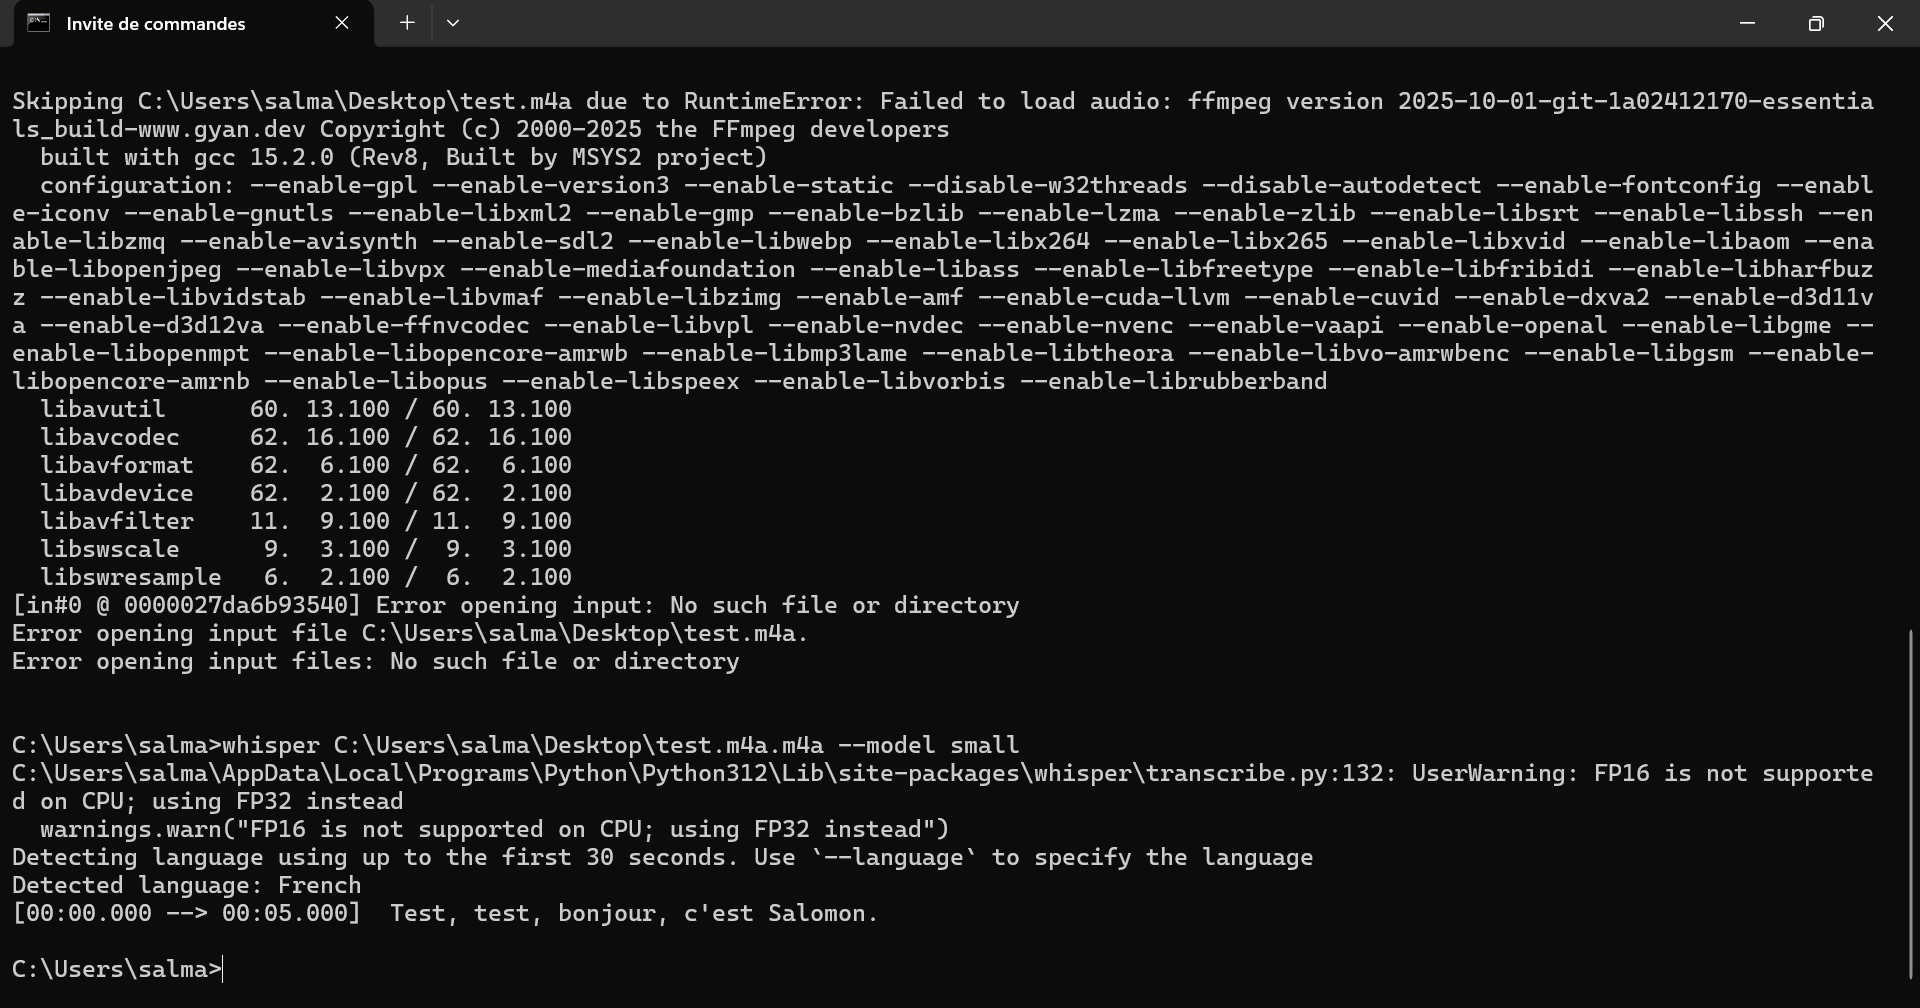 Invite de commandes
Skipping C:\Users\salma\Desktop\test.m4a due to RuntimeError: Failed to load audio: ffmpeg version 2025-10-01-git-1a02412170-essentia
ls_build-www.gyan.dev Copyright (c) 2000-2025 the FFmpeg developers
  built with gcc 15.2.0 (Rev8, Built by MSYS2 project)
  configuration: --enable-gpl --enable-version3 --enable-static --disable-w32threads --disable-autodetect --enable-fontconfig --enabl
e-iconv --enable-gnutls --enable-libxml2 --enable-gmp --enable-bzlib --enable-lzma --enable-zlib --enable-libsrt --enable-libssh --en
able-libzmq --enable-avisynth --enable-sdl2 --enable-libwebp --enable-libx264 --enable-libx265 --enable-libxvid --enable-libaom --ena
ble-libopenjpeg --enable-libvpx --enable-mediafoundation --enable-libass --enable-libfreetype --enable-libfribidi --enable-libharfbuz
z --enable-libvidstab --enable-libvmaf --enable-libzimg --enable-amf --enable-cuda-llvm --enable-cuvid --enable-dxva2 --enable-d3d11v
a --enable-d3d12va --enable-ffnvcodec --enable-libvpl --enable-nvdec --enable-nvenc --enable-vaapi --enable-openal --enable-libgme --
enable-libopenmpt --enable-libopencore-amrwb --enable-libmp3lame --enable-libtheora --enable-libvo-amrwbenc --enable-libgsm --enable-
libopencore-amrnb --enable-libopus --enable-libspeex --enable-libvorbis --enable-librubberband
  libavutil      60. 13.100 / 60. 13.100
  libavcodec     62. 16.100 / 62. 16.100
  libavformat    62.  6.100 / 62.  6.100
  libavdevice    62.  2.100 / 62.  2.100
  libavfilter    11.  9.100 / 11.  9.100
  libswscale      9.  3.100 /  9.  3.100
  libswresample   6.  2.100 /  6.  2.100
[in#0 @ 0000027da6b93540] Error opening input: No such file or directory
Error opening input file C:\Users\salma\Desktop\test.m4a.
Error opening input files: No such file or directory
C:\Users\salma>whisper C:\Users\salma\Desktop\test.m4a.m4a --model small
C:\Users\salma\AppData\Local\Programs\Python\Python312\Lib\site-packages\whisper\transcribe.py:132: UserWarning: FP16 is not supporte
d on CPU; using FP32 instead
  warnings.warn("FP16 is not supported on CPU; using FP32 instead")
Detecting language using up to the first 30 seconds. Use `--language` to specify the language
Detected language: French
[00:00.000 --> 00:05.000]  Test, test, bonjour, c'est Salomon.
C:\Users\salma>